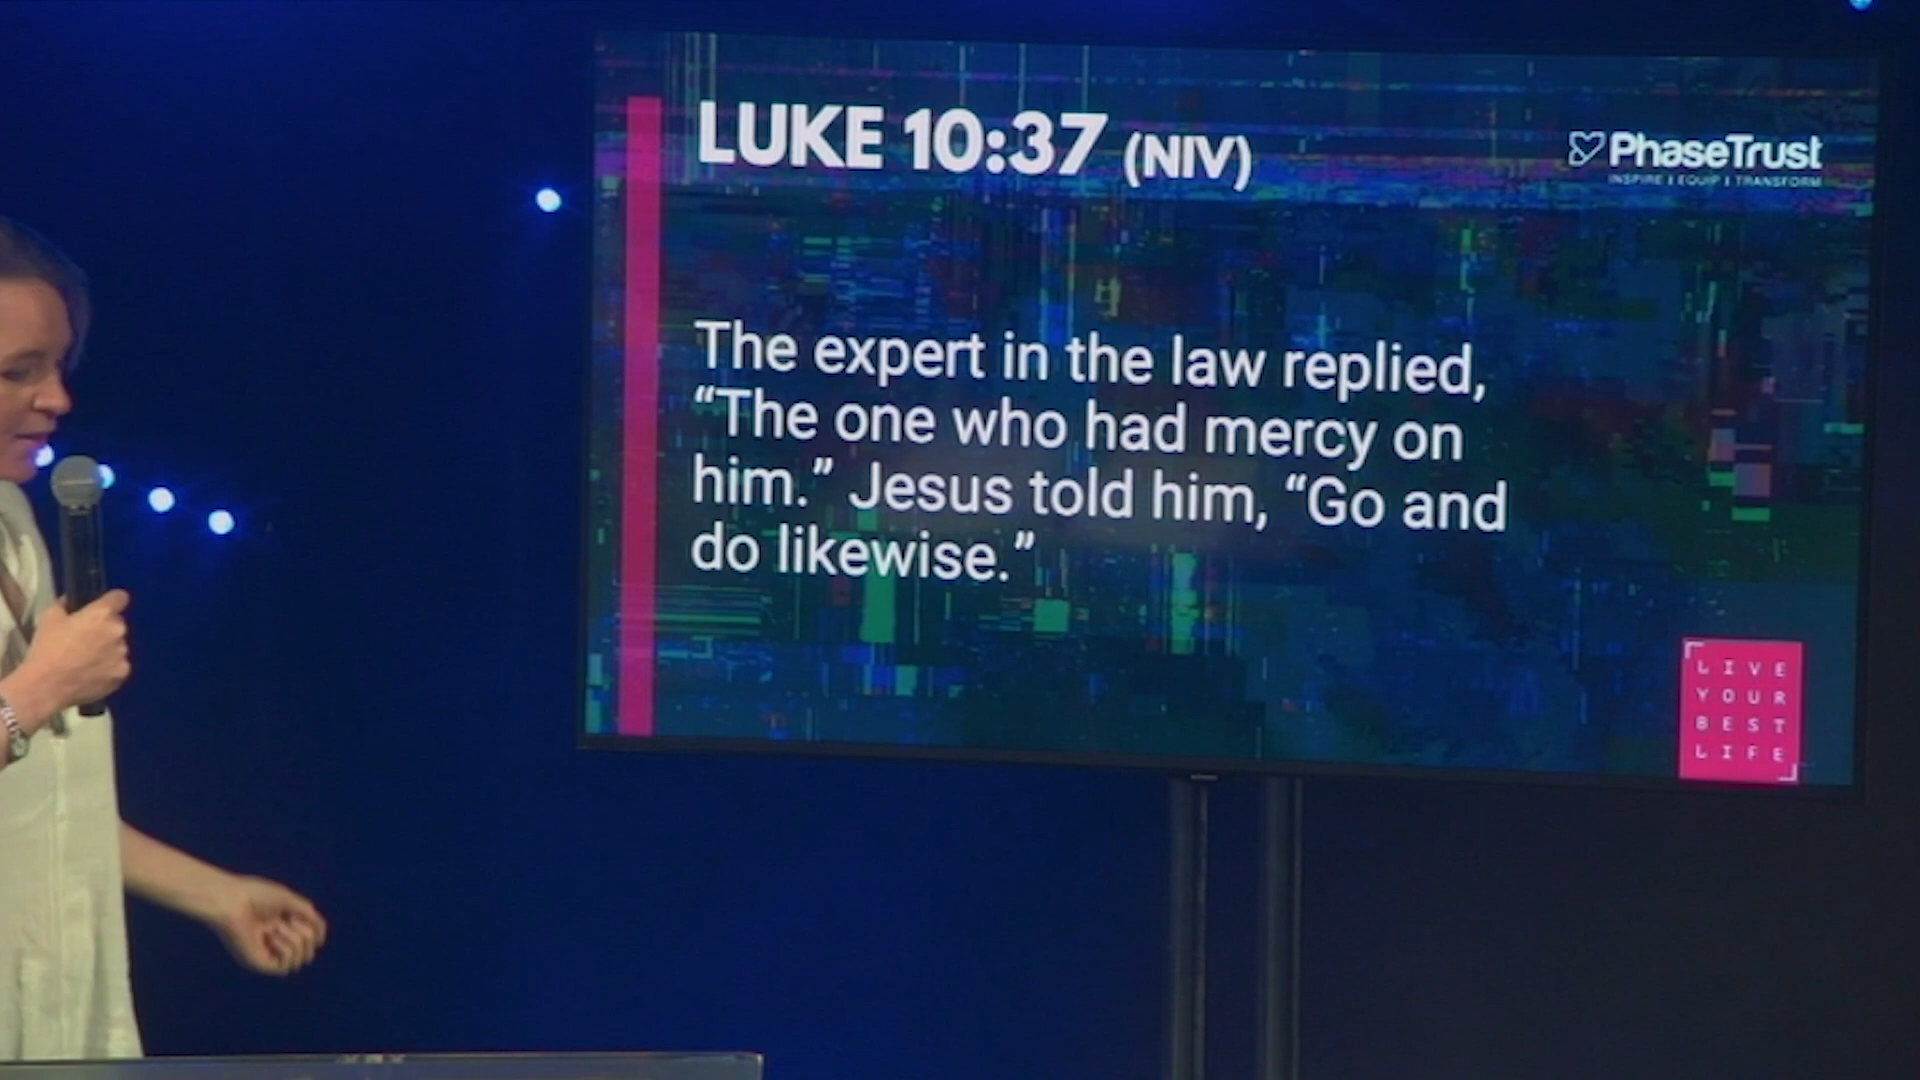 LUKE 10:37 (NIV)
PhaseTrust
INSPIRE | EQUIP | TRANSFORM
The expert in the law replied,
“The one who had mercy on
him.” Jesus told him, “Go and
do likewise.”
LIVE
YOUR
BEST
LIFE